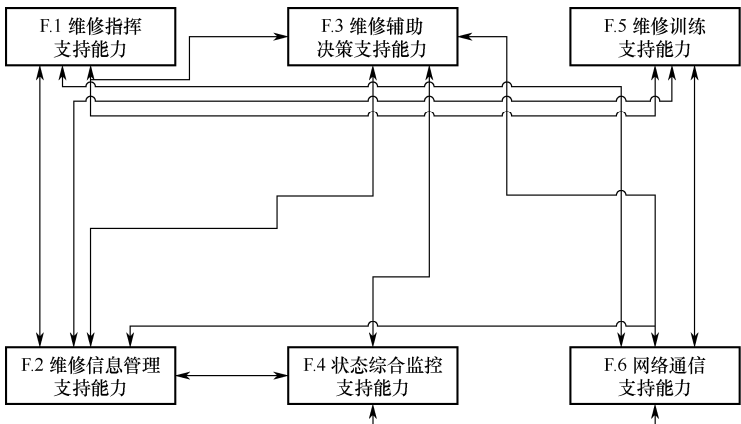 F.1 维修指挥
支持能力
F.3 维修辅助
决策支持能力
F.5 维修训练
支持能力
F.2 维修信息管理
支持能力
F.4 状态综合监控
支持能力
F.6 网络通信
支持能力